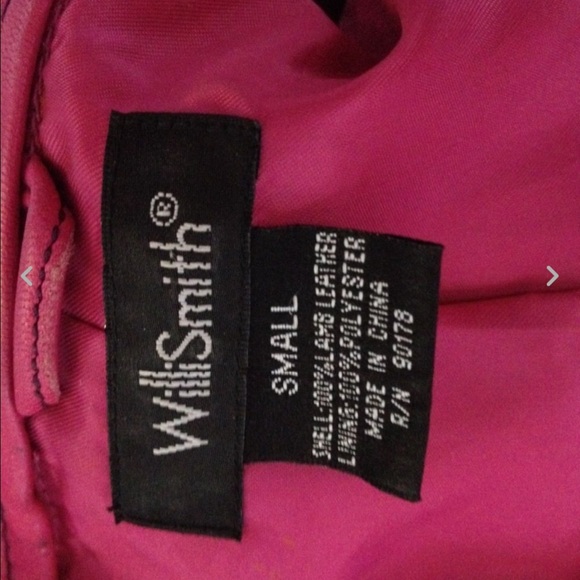 WilliSmith®
SMALL
SHELL:100%LAMB LEATHER
LINING:100%POLYESTER
MADE IN CHINA
R/N 90178